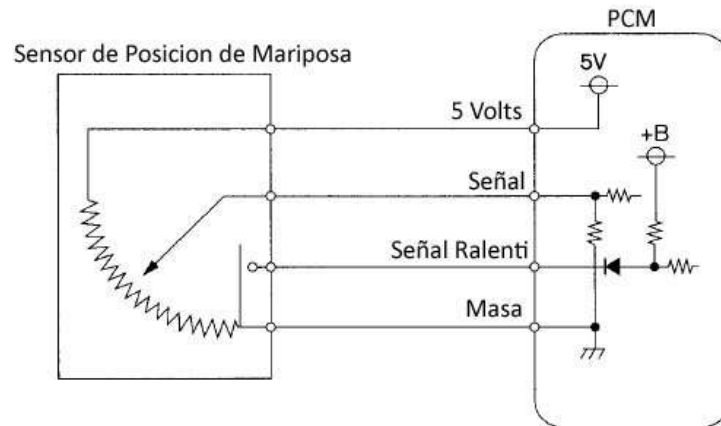 PCM
Sensor de Posicion de Mariposa
5V
5 Volts
+B
Señal
Señal Ralenti
Masa